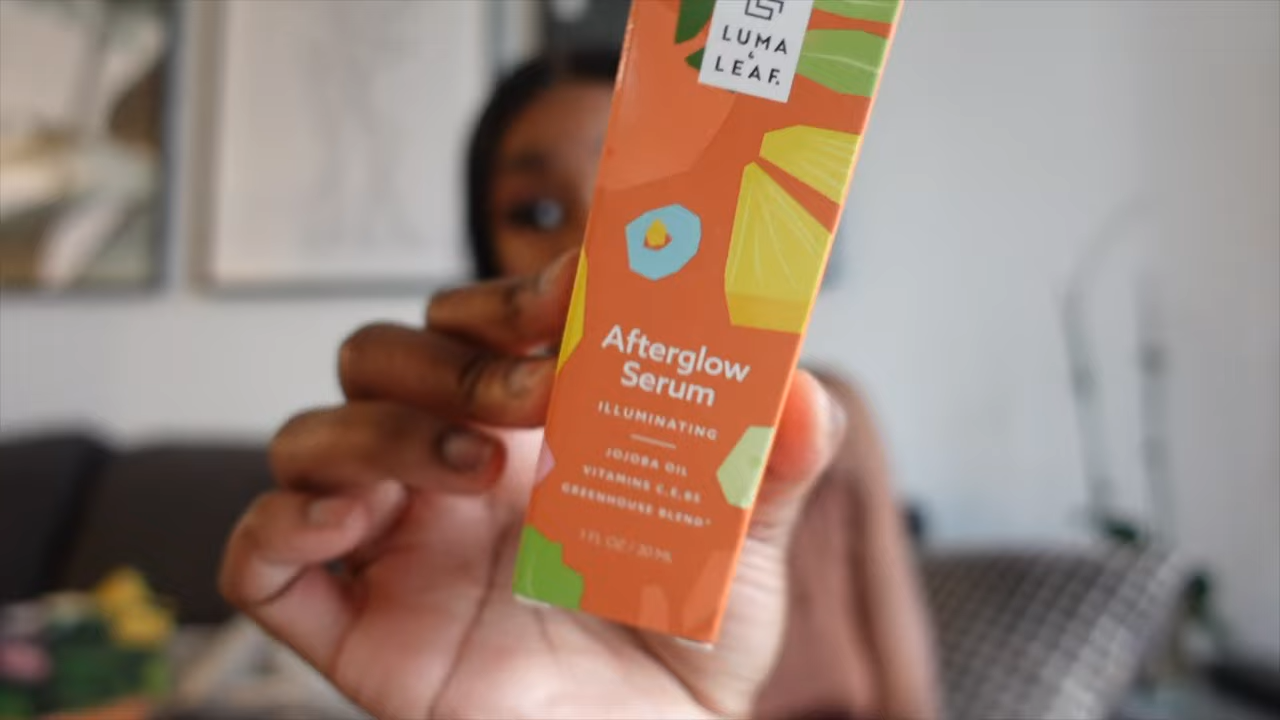 LUMA
&
LEAF.
Afterglow
Serum
ILLUMINATING
JOJOBA OIL
VITAMINS C, E, B5
GREENHOUSE BLEND*
1 FL OZ / 30 ML